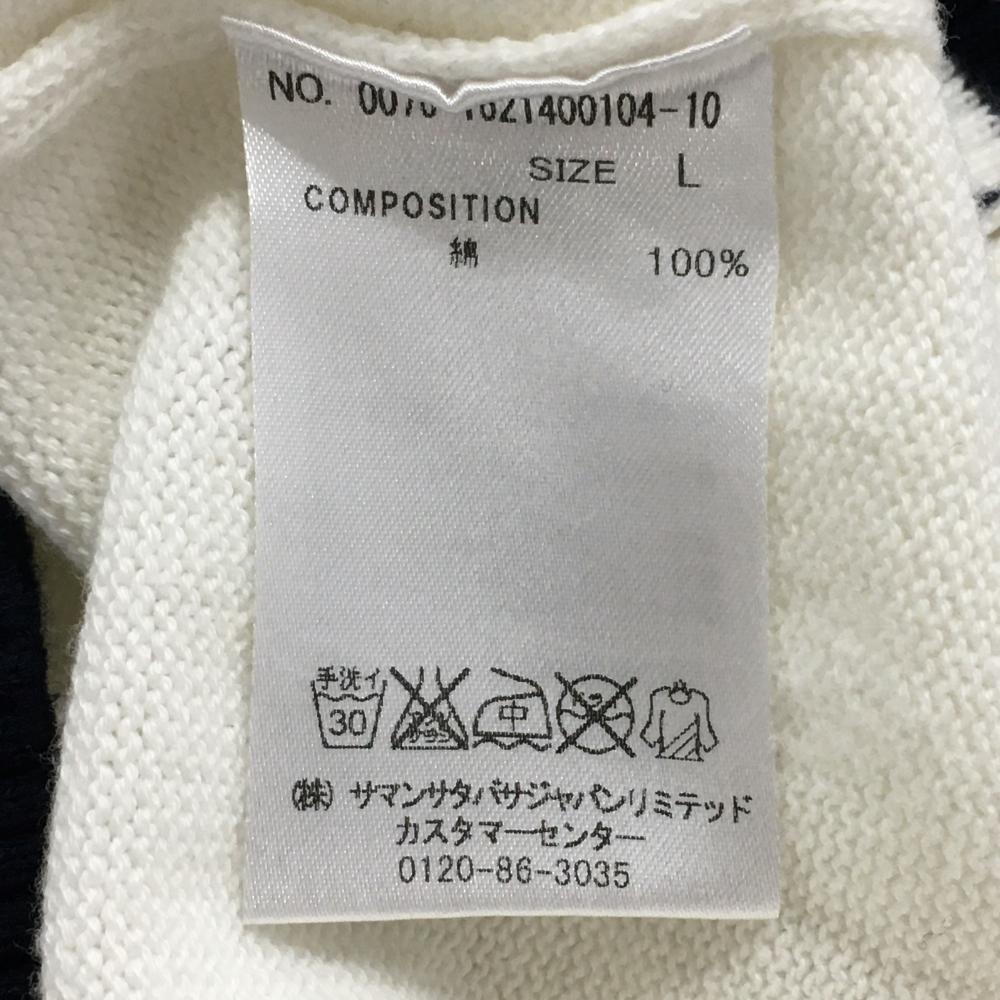 NO.
SIZE L
COMPOSITION
綿 100%
手洗イ
30
中
㈱ サマンサタバサジャパンリミテッド
カスタマーセンター
0120-86-3035